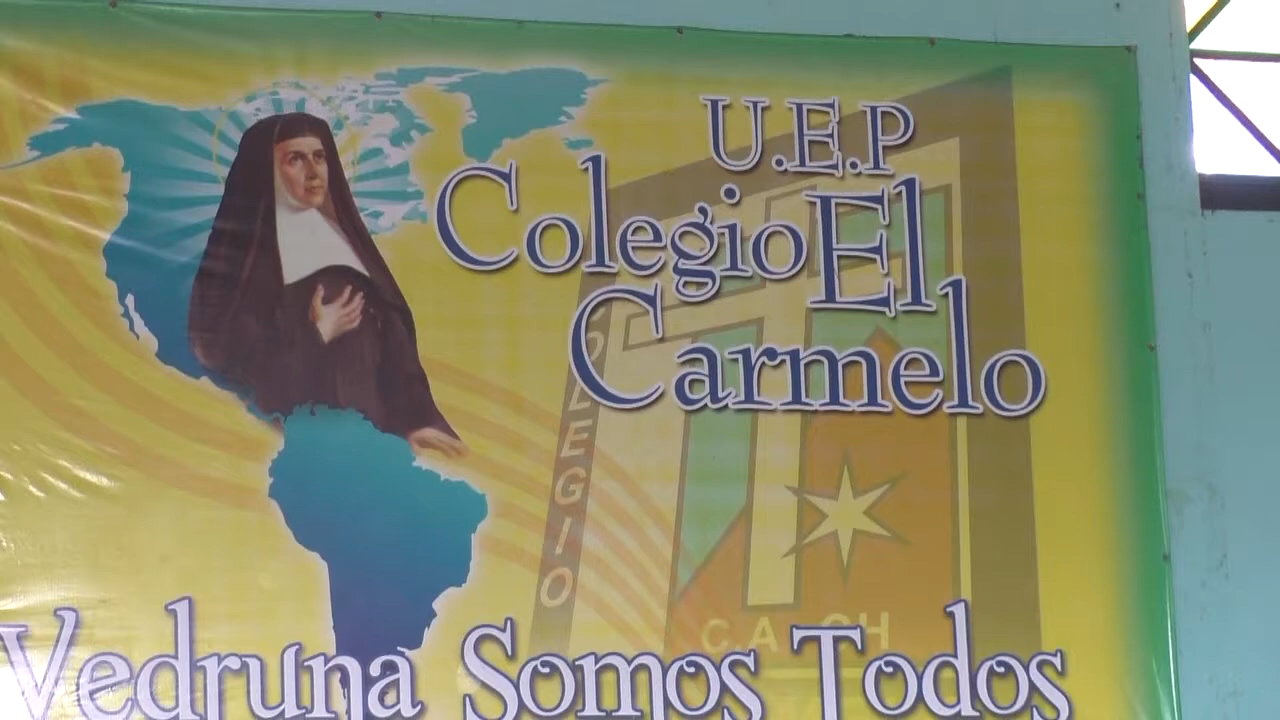 U.E.P
Colegio El
Carmelo
COLEGIO
C.A. CH
Vedruna Somos Todos